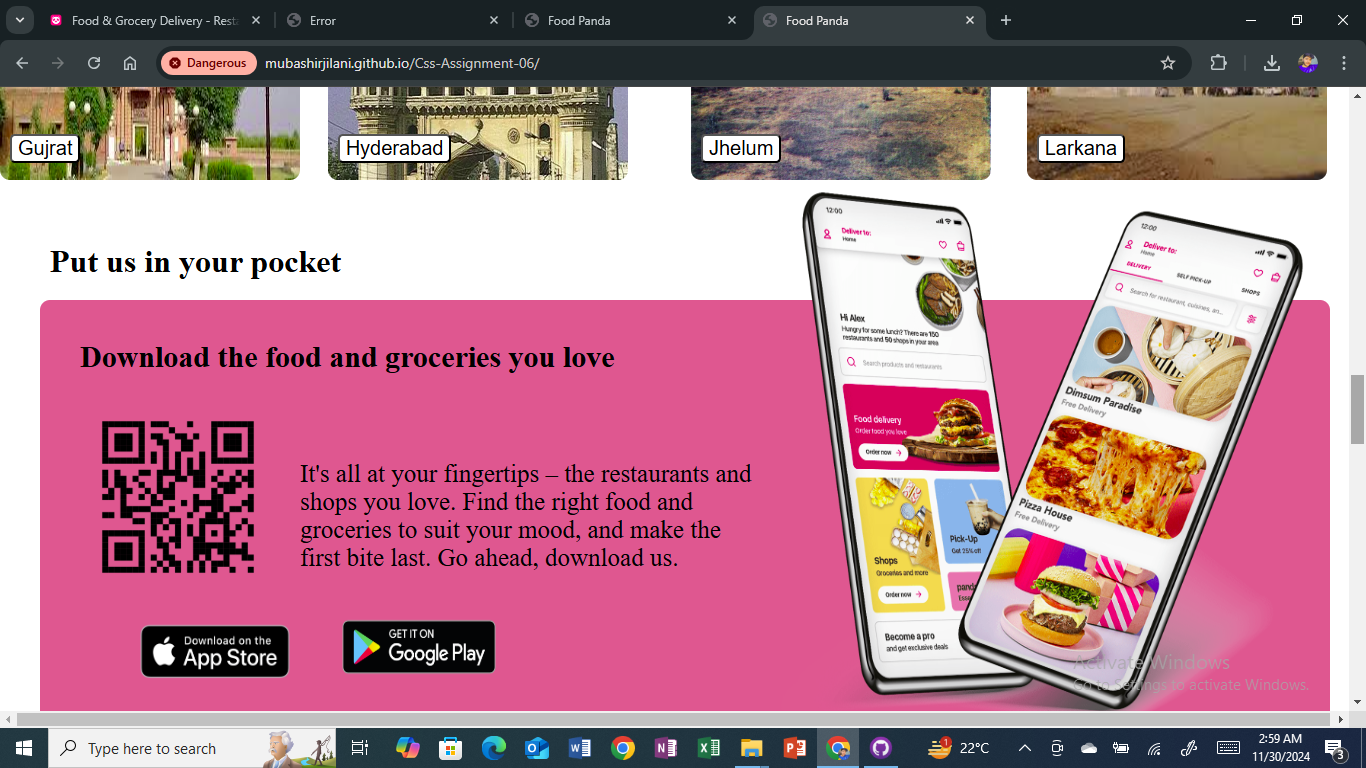 Food & Grocery Delivery - Resta
Error
Food Panda
Food Panda
Dangerous
mubashirjilani.github.io/Css-Assignment-06/
Gujrat
Hyderabad
Jhelum
Larkana
Put us in your pocket
Download the food and groceries you love
It's all at your fingertips – the restaurants and
shops you love. Find the right food and
groceries to suit your mood, and make the
first bite last. Go ahead, download us.
Download on the
App Store
GET IT ON
Google Play
12:00
Deliver to:
Home
Hi Alex
Hungry for some lunch? There are 150
restaurants and 50 shops in your area
Search products and restaurants
Food delivery
Order food you love
Order now
Shops
Groceries and more
Order now
Pick-Up
Get 25% off
Become a pro
and get exclusive deals
12:00
Deliver to:
Home
DELIVERY
SELF PICK-UP
SHOPS
Search for restaurant, cuisines, an...
Dimsum Paradise
Free Delivery
Pizza House
Free Delivery
Activate Windows
Go to Settings to activate Windows.
Type here to search
1
22°C
2:59 AM
11/30/2024
3